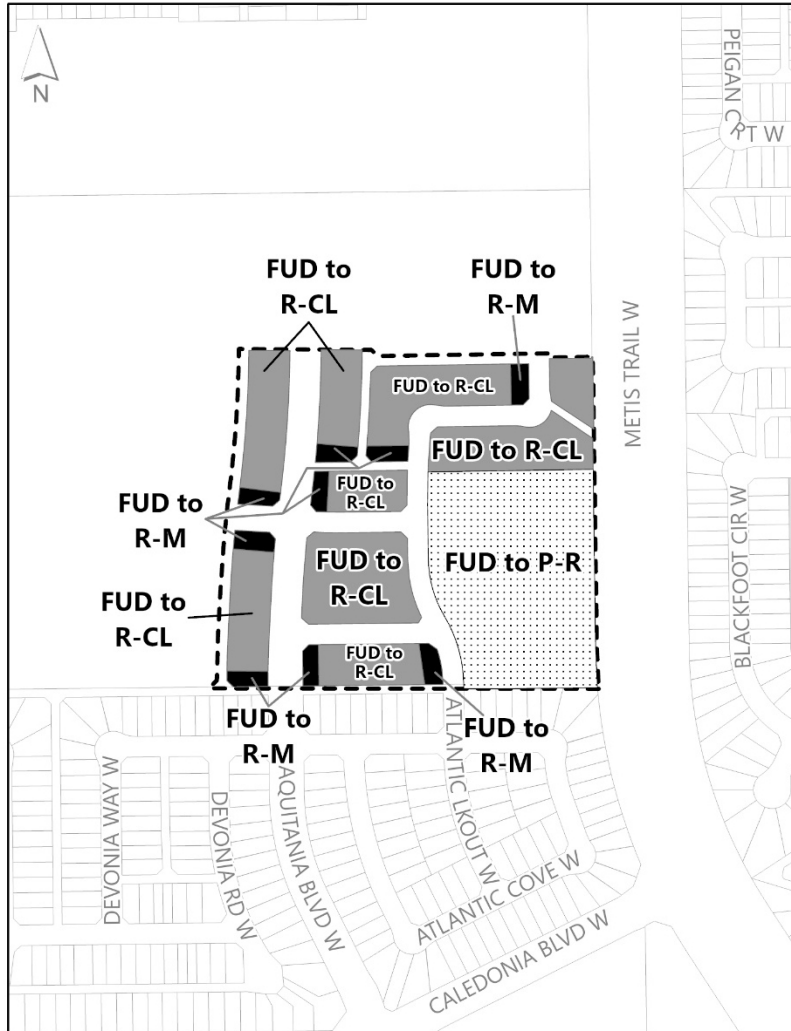 N
PEIGAN CRT W
FUD to
R-CL
FUD to
R-M
METIS TRAIL W
FUD to R-CL
FUD to R-CL
FUD to
R-CL
FUD to
R-M
FUD to
R-CL
FUD to P-R
BLACKFOOT CIR W
FUD to
R-CL
FUD to
R-CL
FUD to
R-M
FUD to
R-M
DEVONIA WAY W
DEVONIA RD W
AQUITANIA BLVD W
ATLANTIC LKOUT W
ATLANTIC COVE W
CALEDONIA BLVD W